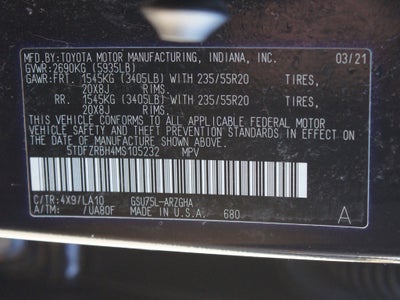 MFD.BY:TOYOTA MOTOR MANUFACTURING, INDIANA, INC. 03/21
GVWR:2690KG (5935LB)
GAWR:FRT. 1545KG (3405LB) WITH 235/55R20 TIRES,
20X8J RIMS.
RR. 1545KG (3405LB) WITH 235/55R20 TIRES,
20X8J RIMS.
THIS VEHICLE CONFORMS TO ALL APPLICABLE FEDERAL MOTOR
VEHICLE SAFETY STANDARDS IN EFFECT ON
THE DATE OF MANUFACTURE SHOWN ABOVE.
5TDFZRBH4MS105232 MPV
C/TR:4X9/LA10 GSU75L-ARZGHA
A/TM: /UA80F MADE IN U.S.A. 680 A